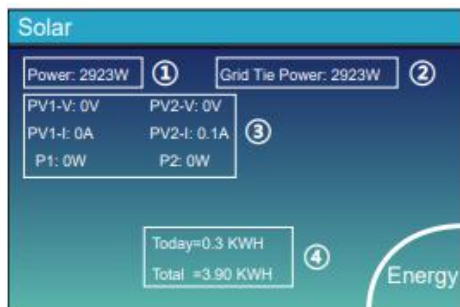 Solar
Power: 2923W ① Grid Tie Power: 2923W ②
PV1-V: 0V PV2-V: 0V
PV1-I: 0A PV2-I: 0.1A ③
P1: 0W P2: 0W
Today=0.3 KWH
④
Total =3.90 KWH
Energy